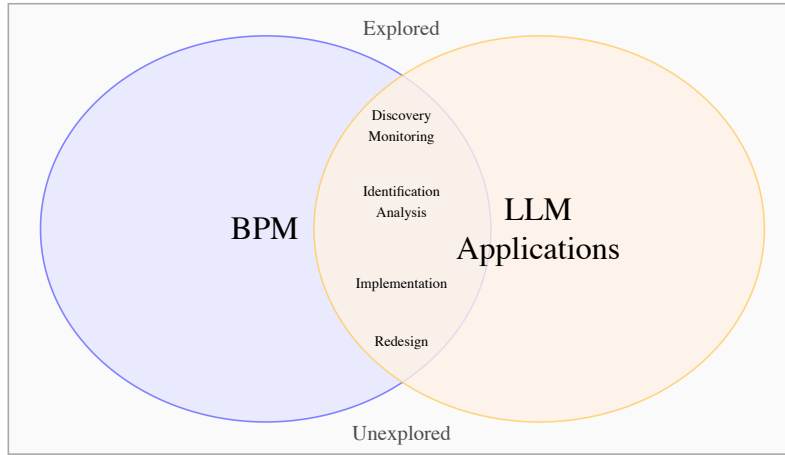 Explored
Discovery
Monitoring
Identification
Analysis
BPM
LLM
Applications
Implementation
Redesign
Unexplored